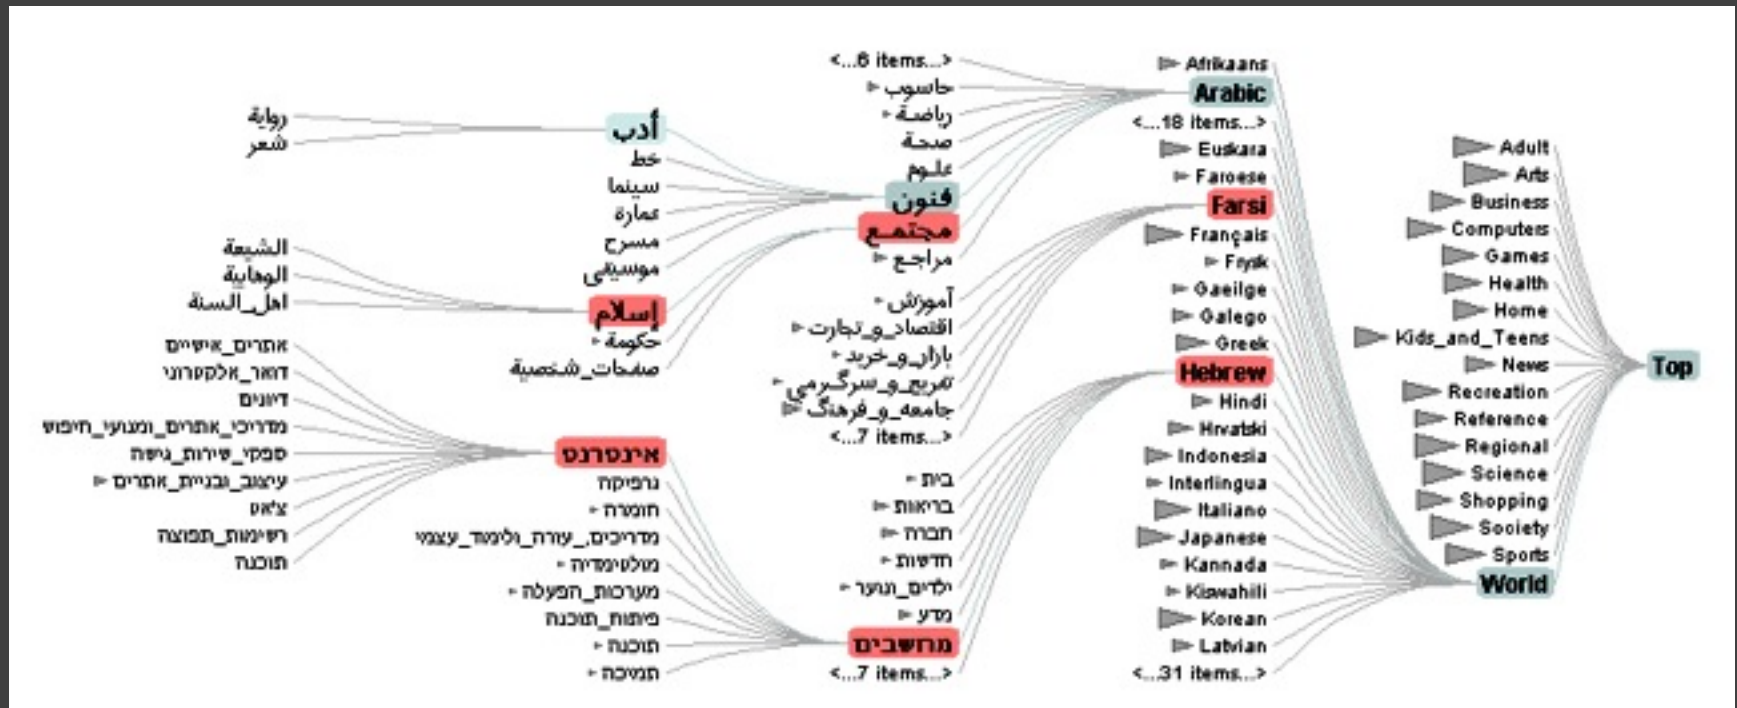 Top
Adult
Arts
Business
Computers
Games
Health
Home
Kids_and_Teens
News
Recreation
Reference
Regional
Science
Shopping
Society
Sports
World
Afrikaans
Arabic
<...18 items...>
Euskara
Faroese
Farsi
Français
Frysk
Gaeilge
Galego
Greek
Hebrew
Hindi
Hrvatski
Indonesia
Interlingua
Italiano
Japanese
Kannada
Kiswahili
Korean
Latvian
<...31 items...>
<...6 items...>
حاسوب
رياضة
صحة
علوم
فنون
مجتمع
مراجع
آموزش
اقتصاد_و_تجارت
بازار_و_خرید
تفریح_و_سرگرمی
جامعه_و_فرهنگ
<...7 items...>
בית
בריאות
חברה
חדשות
ילדים_ונוער
מדע
מחשבים
<...7 items...>
أدب
خط
سينما
عمارة
مسرح
موسيقى
إسلام
حكومة
صفحات_شخصية
אינטרנט
גרפיקה
חומרה
מדריכים,_עזרה_ולימוד_עצמי
מולטימדיה
מערכות_הפעלה
פיתוח_תוכנה
תוכנה
תמיכה
رواية
شعر
الشيعة
الوهابية
اهل_السنة
אתרים_אישיים
דואר_אלקטרוני
דיונים
מדריכי_אתרים_ומנועי_חיפוש
ספקי_שירות_גישה
עיצוב_ובניית_אתרים
צ'אט
רשימות_תפוצה
תוכנה